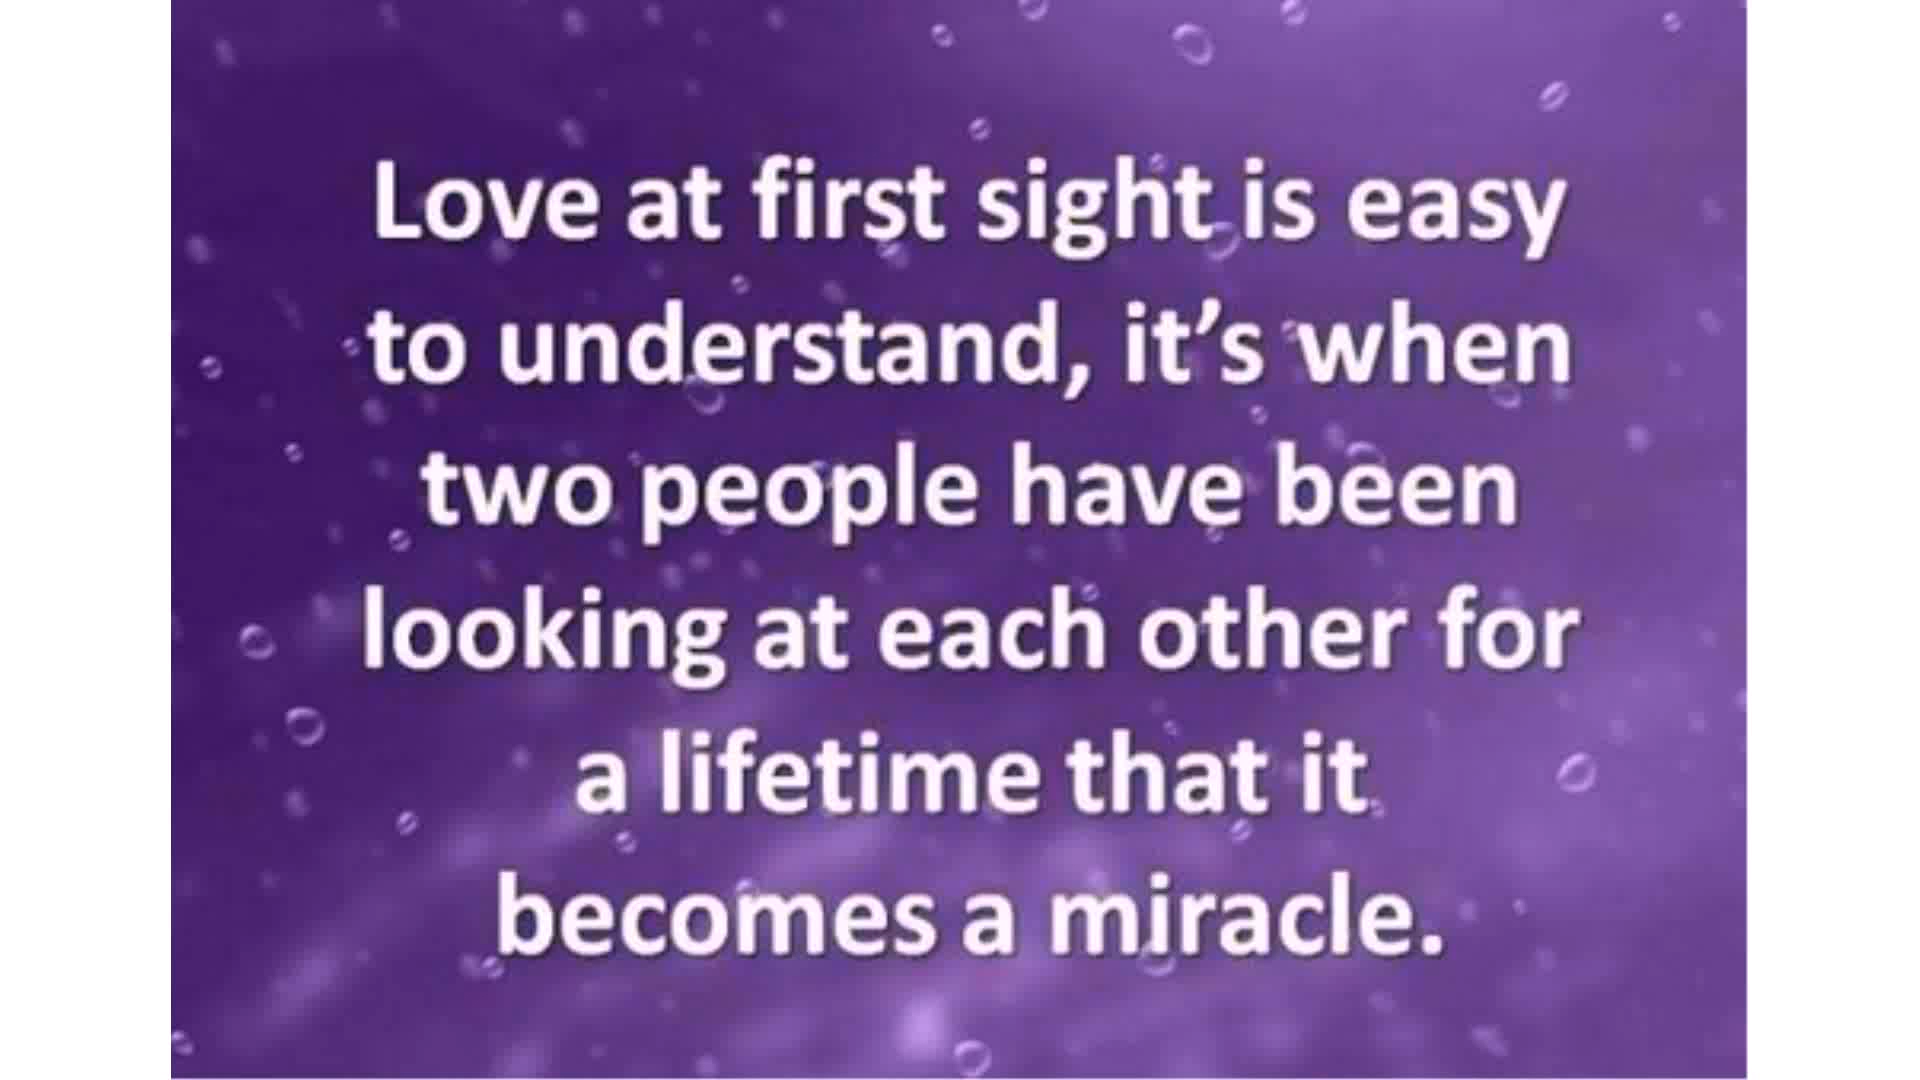 Love at first sight is easy
to understand, it’s when
two people have been
looking at each other for
a lifetime that it
becomes a miracle.